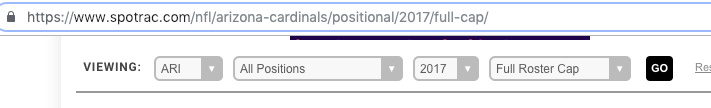 https://www.spotrac.com/nfl/arizona-cardinals/positional/2017/full-cap/
VIEWING: ARI All Positions 2017 Full Roster Cap GO Res